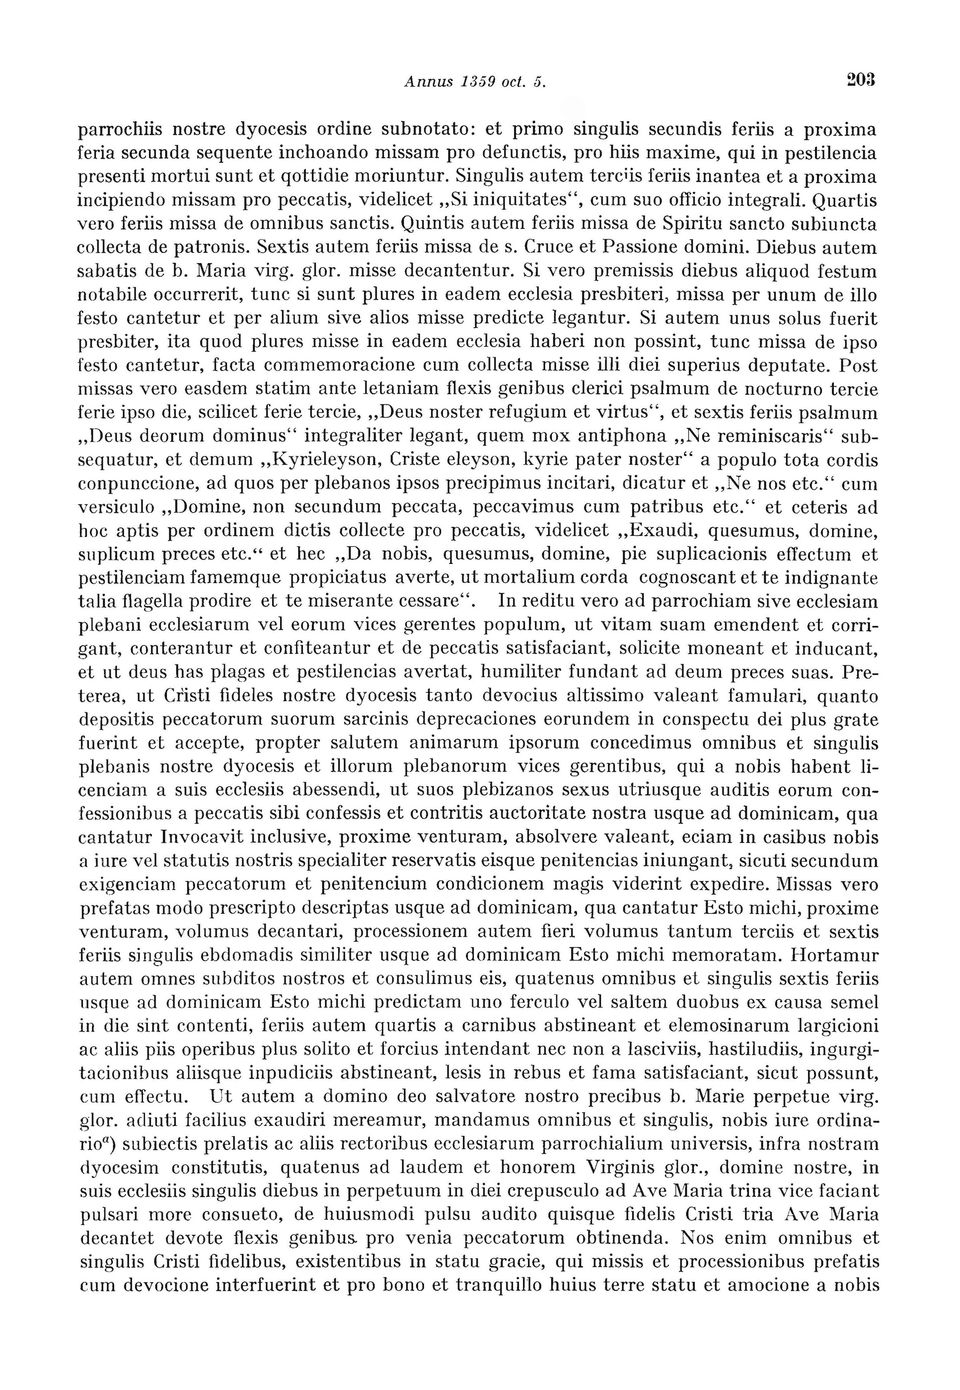 Annus 1359 oct. 5. 203
parrochiis nostre dyocesis ordine subnotato: et primo singulis secundis feriis a proxima
feria secunda sequente inchoando missam pro defunctis, pro hiis maxime, qui in pestilencia
presenti mortui sunt et qottidie moriuntur. Singulis autem terciis feriis inantea et a proxima
incipiendo missam pro peccatis, videlicet „Si iniquitates“, cum suo officio integrali. Quartis
vero feriis missa de omnibus sanctis. Quintis autem feriis missa de Spiritu sancto subiuncta
collecta de patronis. Sextis autem feriis missa de s. Cruce et Passione domini. Diebus autem
sabatis de b. Maria virg. glor. misse decantentur. Si vero premissis diebus aliquod festum
notabile occurrerit, tunc si sunt plures in eadem ecclesia presbiteri, missa per unum de illo
festo cantetur et per alium sive alios misse predicte legantur. Si autem unus solus fuerit
presbiter, ita quod plures misse in eadem ecclesia haberi non possint, tunc missa de ipso
festo cantetur, facta commemoracione cum collecta misse illi diei superius deputate. Post
missas vero easdem statim ante letaniam flexis genibus clerici psalmum de nocturno tercie
ferie ipso die, scilicet ferie tercie, „Deus noster refugium et virtus“, et sextis feriis psalmum
„Deus deorum dominus“ integraliter legant, quem mox antiphona „Ne reminiscaris“ sub-
sequatur, et demum „Kyrieleyson, Criste eleyson, kyrie pater noster“ a populo tota cordis
conpunccione, ad quos per plebanos ipsos precipimus incitari, dicatur et „Ne nos etc.“ cum
versiculo „Domine, non secundum peccata, peccavimus cum patribus etc.“ et ceteris ad
hoc aptis per ordinem dictis collecte pro peccatis, videlicet „Exaudi, quesumus, domine,
suplicum preces etc.“ et hec „Da nobis, quesumus, domine, pie suplicacionis effectum et
pestilenciam famemque propiciatus averte, ut mortalium corda cognoscant et te indignante
talia flagella prodire et te miserante cessare“. In reditu vero ad parrochiam sive ecclesiam
plebani ecclesiarum vel eorum vices gerentes populum, ut vitam suam emendent et corri-
gant, conterantur et confiteantur et de peccatis satisfaciant, solicite moneant et inducant,
et ut deus has plagas et pestilencias avertat, humiliter fundant ad deum preces suas. Pre-
terea, ut Cristi fideles nostre dyocesis tanto devocius altissimo valeant famulari, quanto
depositis peccatorum suorum sarcinis deprecaciones eorundem in conspectu dei plus grate
fuerint et accepte, propter salutem animarum ipsorum concedimus omnibus et singulis
plebanis nostre dyocesis et illorum plebanorum vices gerentibus, qui a nobis habent li-
cenciam a suis ecclesiis abessendi, ut suos plebizanos sexus utriusque auditis eorum con-
fessionibus a peccatis sibi confessis et contritis auctoritate nostra usque ad dominicam, qua
cantatur Invocavit inclusive, proxime venturam, absolvere valeant, eciam in casibus nobis
a iure vel statutis nostris specialiter reservatis eisque penitencias iniungant, sicuti secundum
exigenciam peccatorum et penitencium condicionem magis viderint expedire. Missas vero
prefatas modo prescripto descriptas usque ad dominicam, qua cantatur Esto michi, proxime
venturam, volumus decantari, processionem autem fieri volumus tantum terciis et sextis
feriis singulis ebdomadis similiter usque ad dominicam Esto michi memoratam. Hortamur
autem omnes subditos nostros et consulimus eis, quatenus omnibus et singulis sextis feriis
usque ad dominicam Esto michi predictam uno ferculo vel saltem duobus ex causa semel
in die sint contenti, feriis autem quartis a carnibus abstineant et elemosinarum largicioni
ac aliis piis operibus plus solito et forcius intendant nec non a lasciviis, hastiludiis, ingurgi-
tacionibus aliisque inpudiciis abstineant, lesis in rebus et fama satisfaciant, sicut possunt,
cum effectu. Ut autem a domino deo salvatore nostro precibus b. Marie perpetue virg.
glor. adiuti facilius exaudiri mereamur, mandamus omnibus et singulis, nobis iure ordina-
rio a) subiectis prelatis ac aliis rectoribus ecclesiarum parrochialium universis, infra nostram
dyocesim constitutis, quatenus ad laudem et honorem Virginis glor., domine nostre, in
suis ecclesiis singulis diebus in perpetuum in diei crepusculo ad Ave Maria trina vice faciant
pulsari more consueto, de huiusmodi pulsu audito quisque fidelis Cristi tria Ave Maria
decantet devote flexis genibus pro venia peccatorum obtinenda. Nos enim omnibus et
singulis Cristi fidelibus, existentibus in statu gracie, qui missis et processionibus prefatis
cum devocione interfuerint et pro bono et tranquillo huius terre statu et amocione a nobis